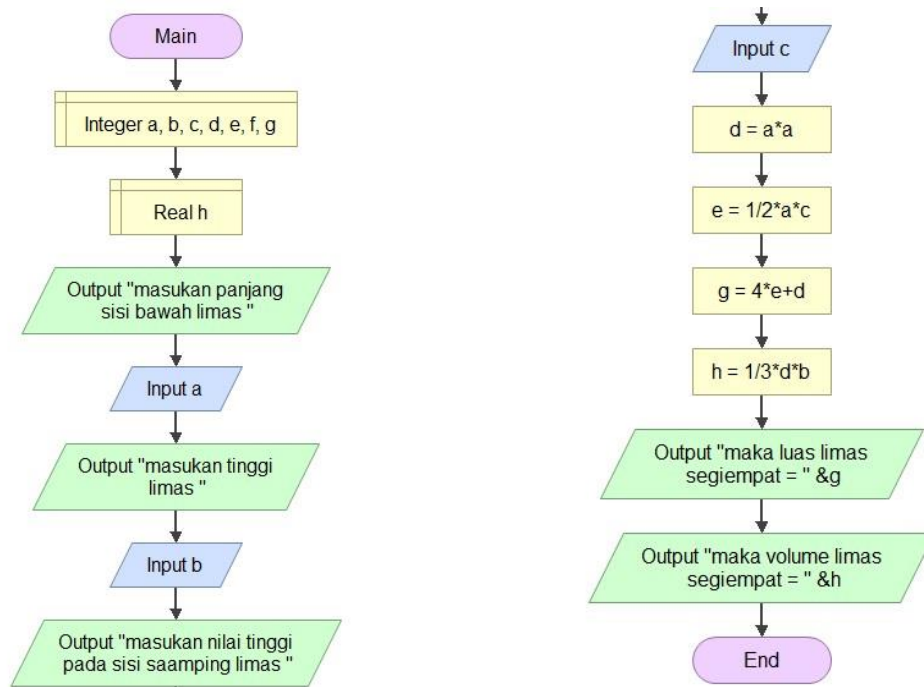 Main
Integer a, b, c, d, e, f, g
Real h
Output "masukan panjang
sisi bawah limas "
Input a
Output "masukan tinggi
limas "
Input b
Output "masukan nilai tinggi
pada sisi saamping limas "
Input c
d = a*a
e = 1/2*a*c
g = 4*e+d
h = 1/3*d*b
Output "maka luas limas
segiempat = " &g
Output "maka volume limas
segiempat = " &h
End